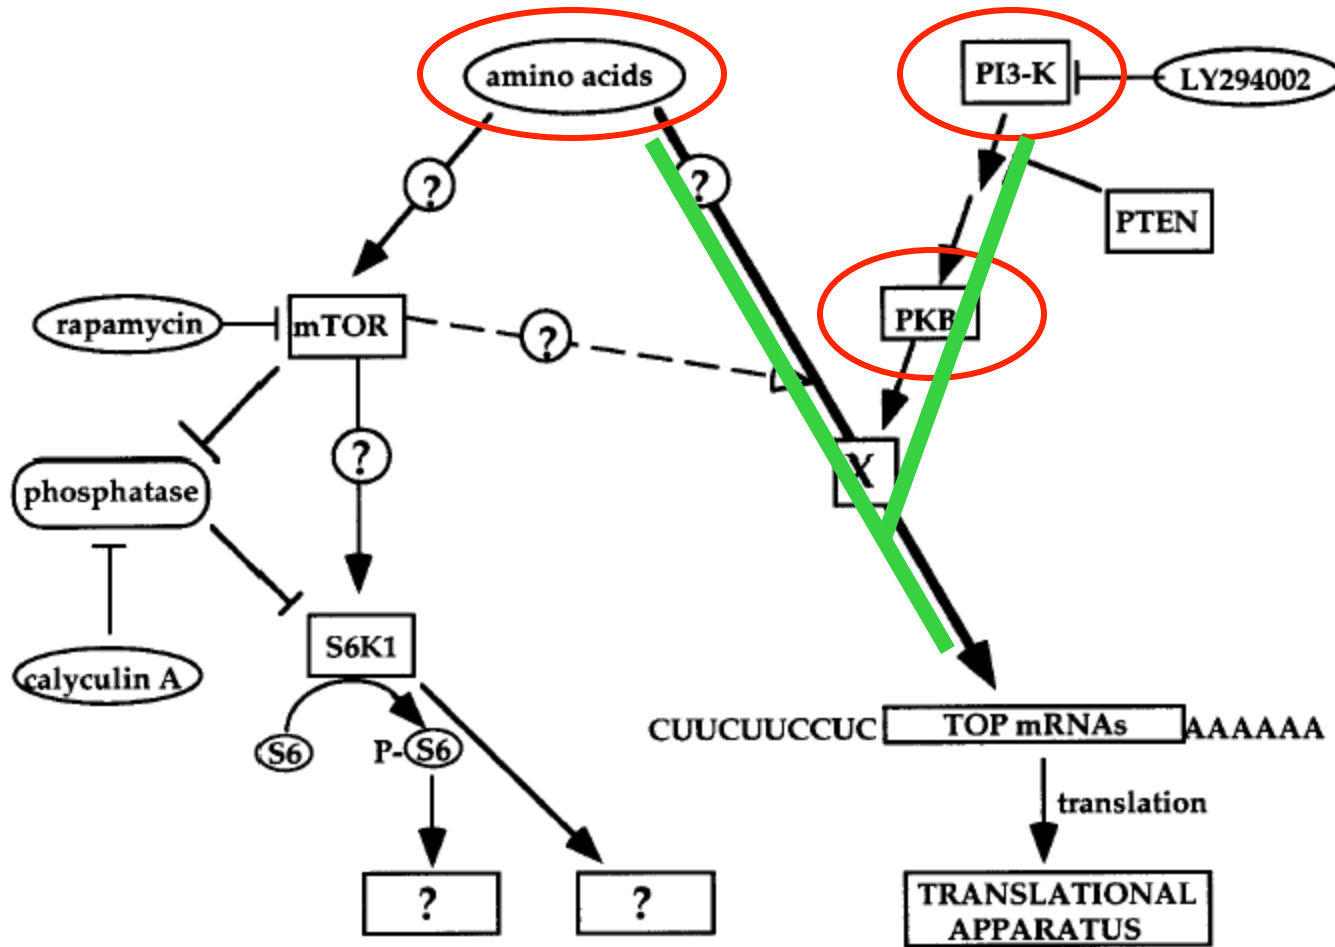 amino acids
PI3-K
LY294002
?
?
PTEN
rapamycin
mTOR
?
PKB
?
X
phosphatase
S6K1
calyculin A
S6
P-S6
CUUCUUCCUC TOP mRNAs AAAAAA
translation
?
?
TRANSLATIONAL
APPARATUS